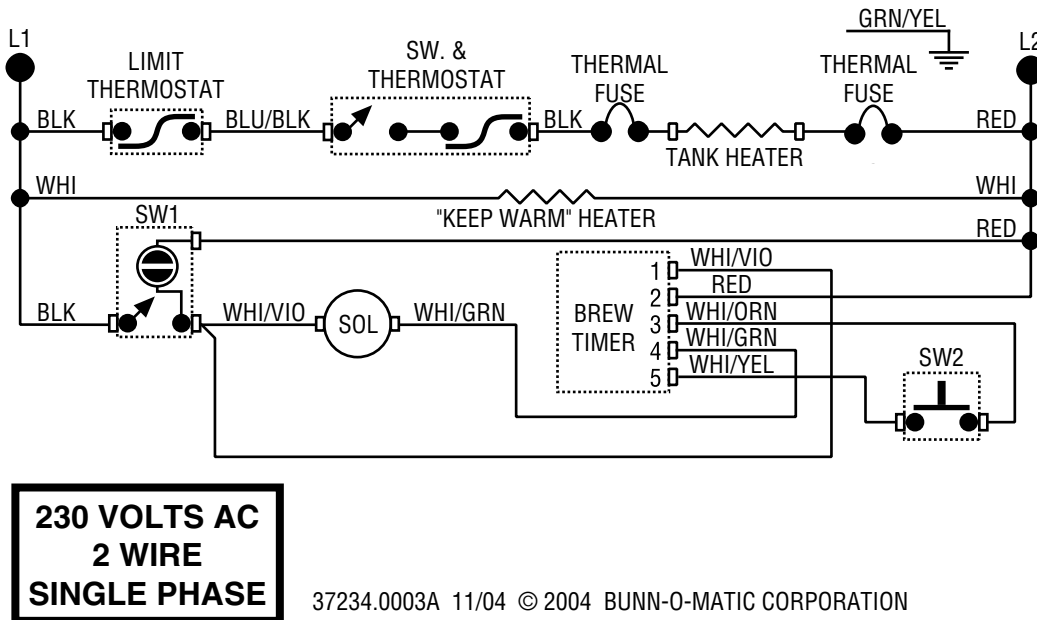 GRN/YEL
L1
L2
LIMIT
THERMOSTAT
SW. &
THERMOSTAT
THERMAL
FUSE
THERMAL
FUSE
BLK
BLU/BLK
BLK
RED
TANK HEATER
WHI
WHI
"KEEP WARM" HEATER
SW1
RED
BLK
WHI/VIO
SOL
WHI/GRN
BREW
TIMER
1
WHI/VIO
2
RED
3
WHI/ORN
4
WHI/GRN
5
WHI/YEL
SW2
230 VOLTS AC
2 WIRE
SINGLE PHASE
37234.0003A 11/04 © 2004 BUNN-O-MATIC CORPORATION